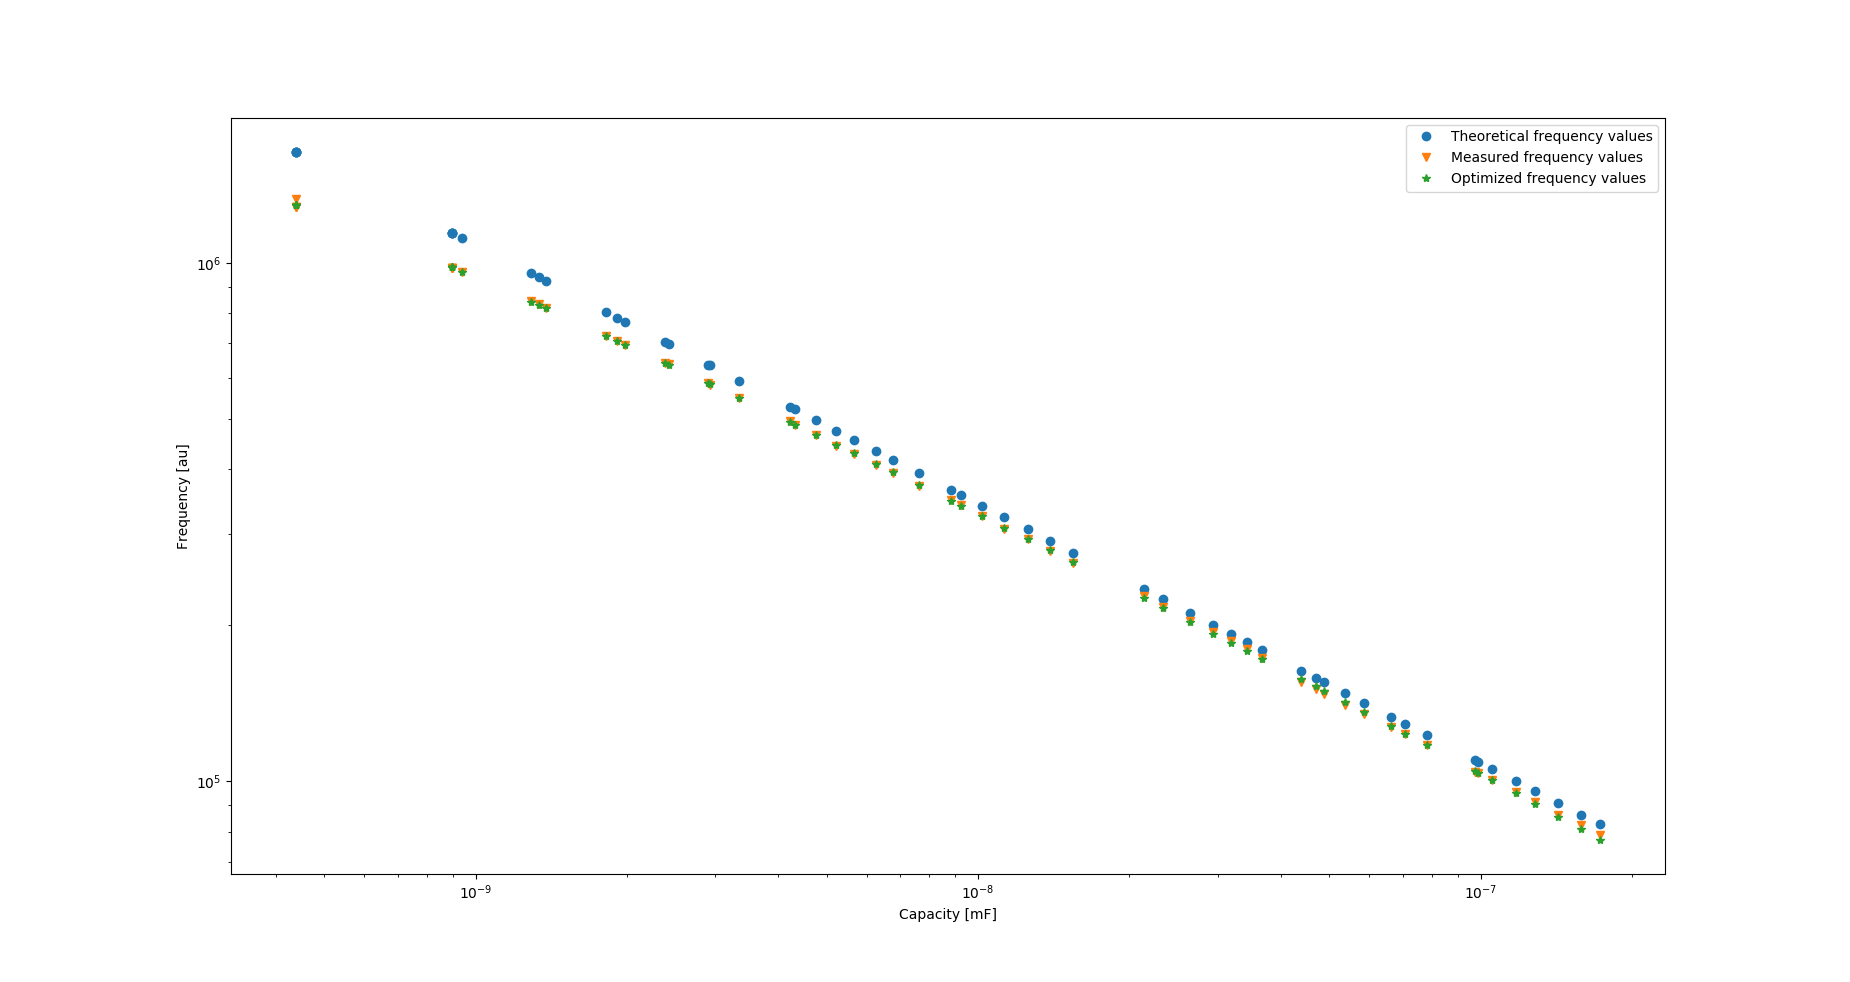 Theoretical frequency values
Measured frequency values
Optimized frequency values
10⁶
10⁵
Frequency [au]
10⁻⁹
10⁻⁸
10⁻⁷
Capacity [mF]